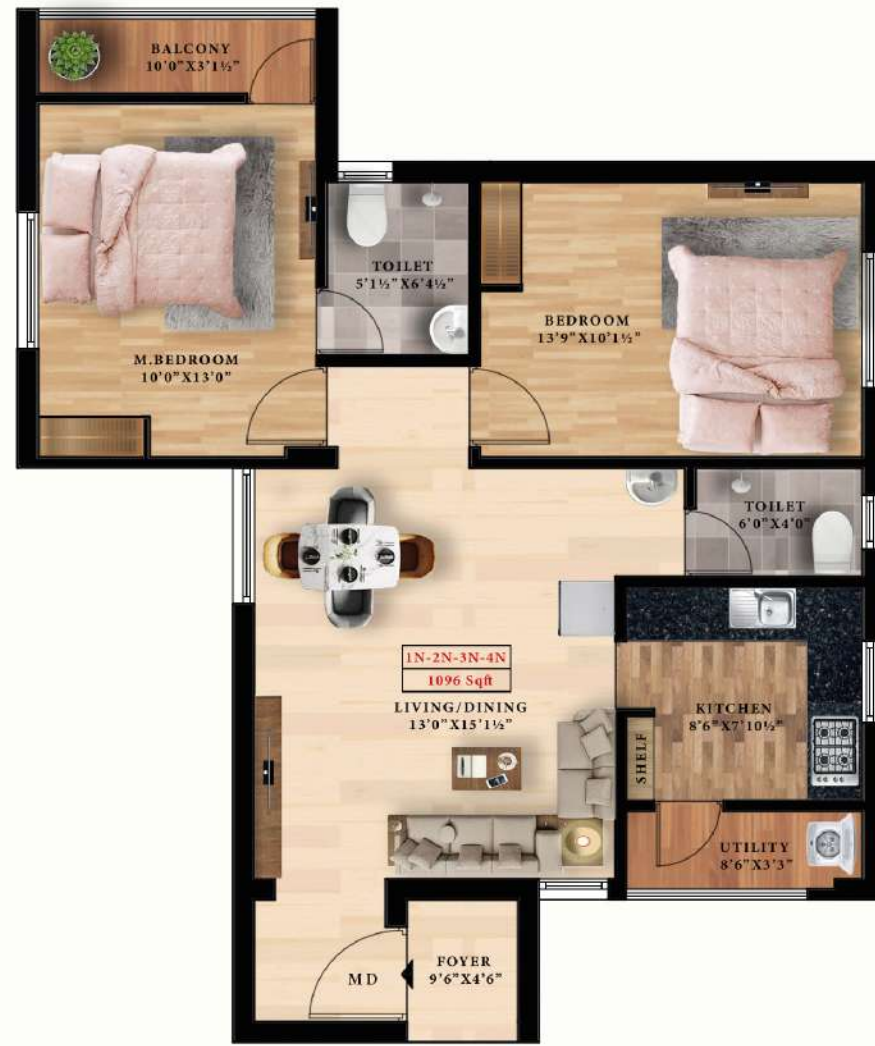 BALCONY
10'0"X3'1½"
TOILET
5'1½"X6'4½"
BEDROOM
13'9"X10'1½"
M.BEDROOM
10'0"X13'0"
TOILET
6'0"X4'0"
1N-2N-3N-4N
1096 Sqft
LIVING/DINING
13'0"X15'1½"
KITCHEN
8'6"X7'10½"
SHELF
UTILITY
8'6"X3'3"
MD
FOYER
9'6"X4'6"